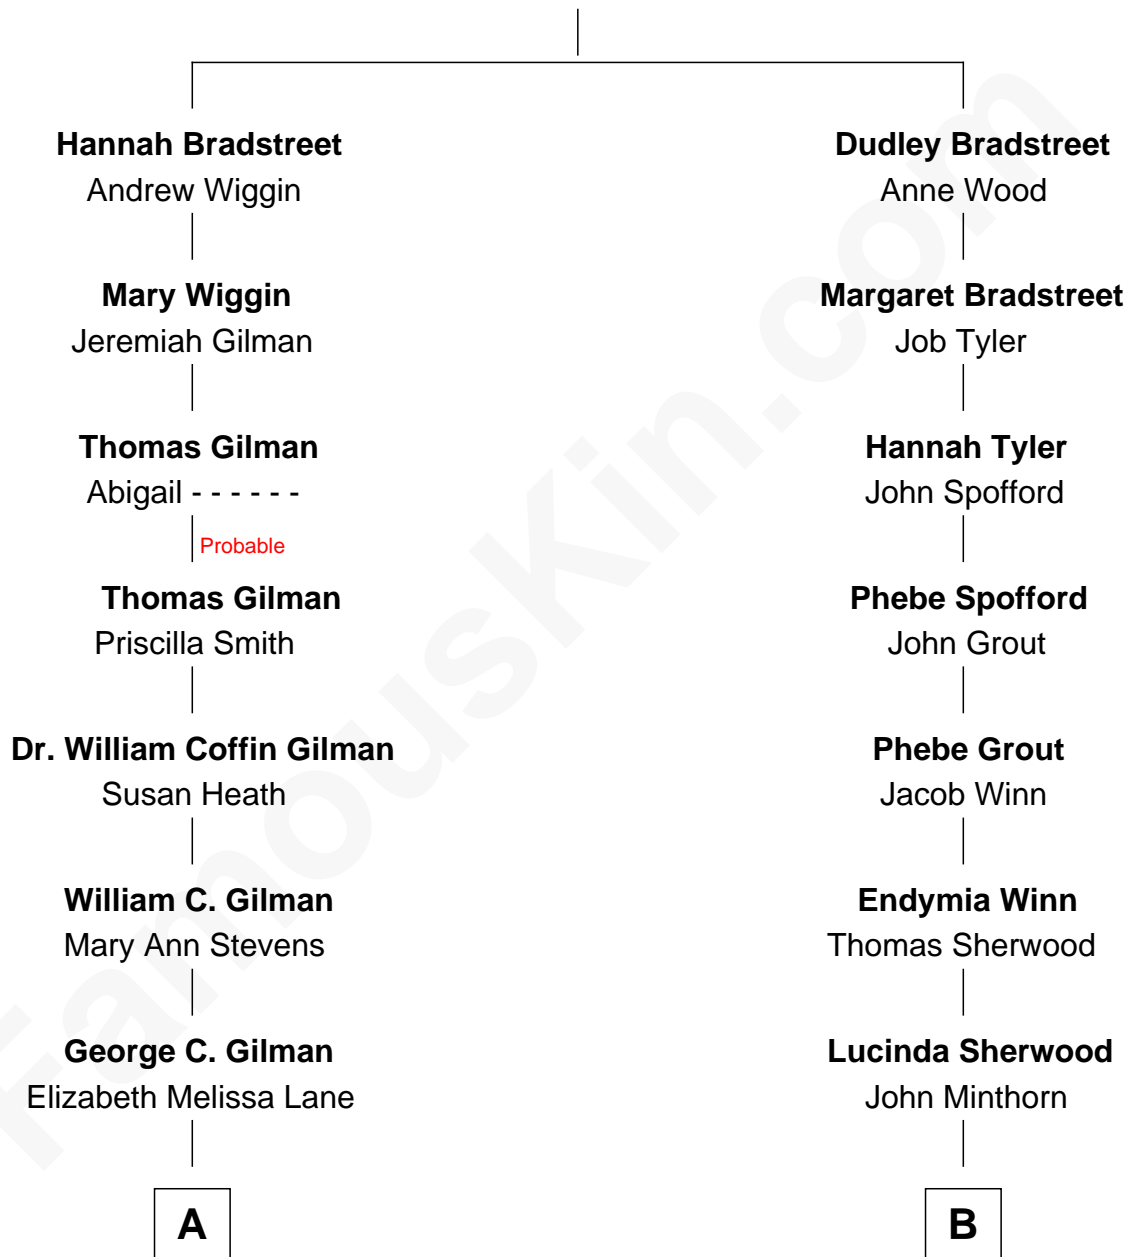 Hannah Bradstreet
Andrew Wiggin
Mary Wiggin
Jeremiah Gilman
Thomas Gilman
Abigail - - - - - -
Probable
Thomas Gilman
Priscilla Smith
Dr. William Coffin Gilman
Susan Heath
William C. Gilman
Mary Ann Stevens
George C. Gilman
Elizabeth Melissa Lane
A
Dudley Bradstreet
Anne Wood
Margaret Bradstreet
Job Tyler
Hannah Tyler
John Spofford
Phebe Spofford
John Grout
Phebe Grout
Jacob Winn
Endymia Winn
Thomas Sherwood
Lucinda Sherwood
John Minthorn
B
FamousKin.com